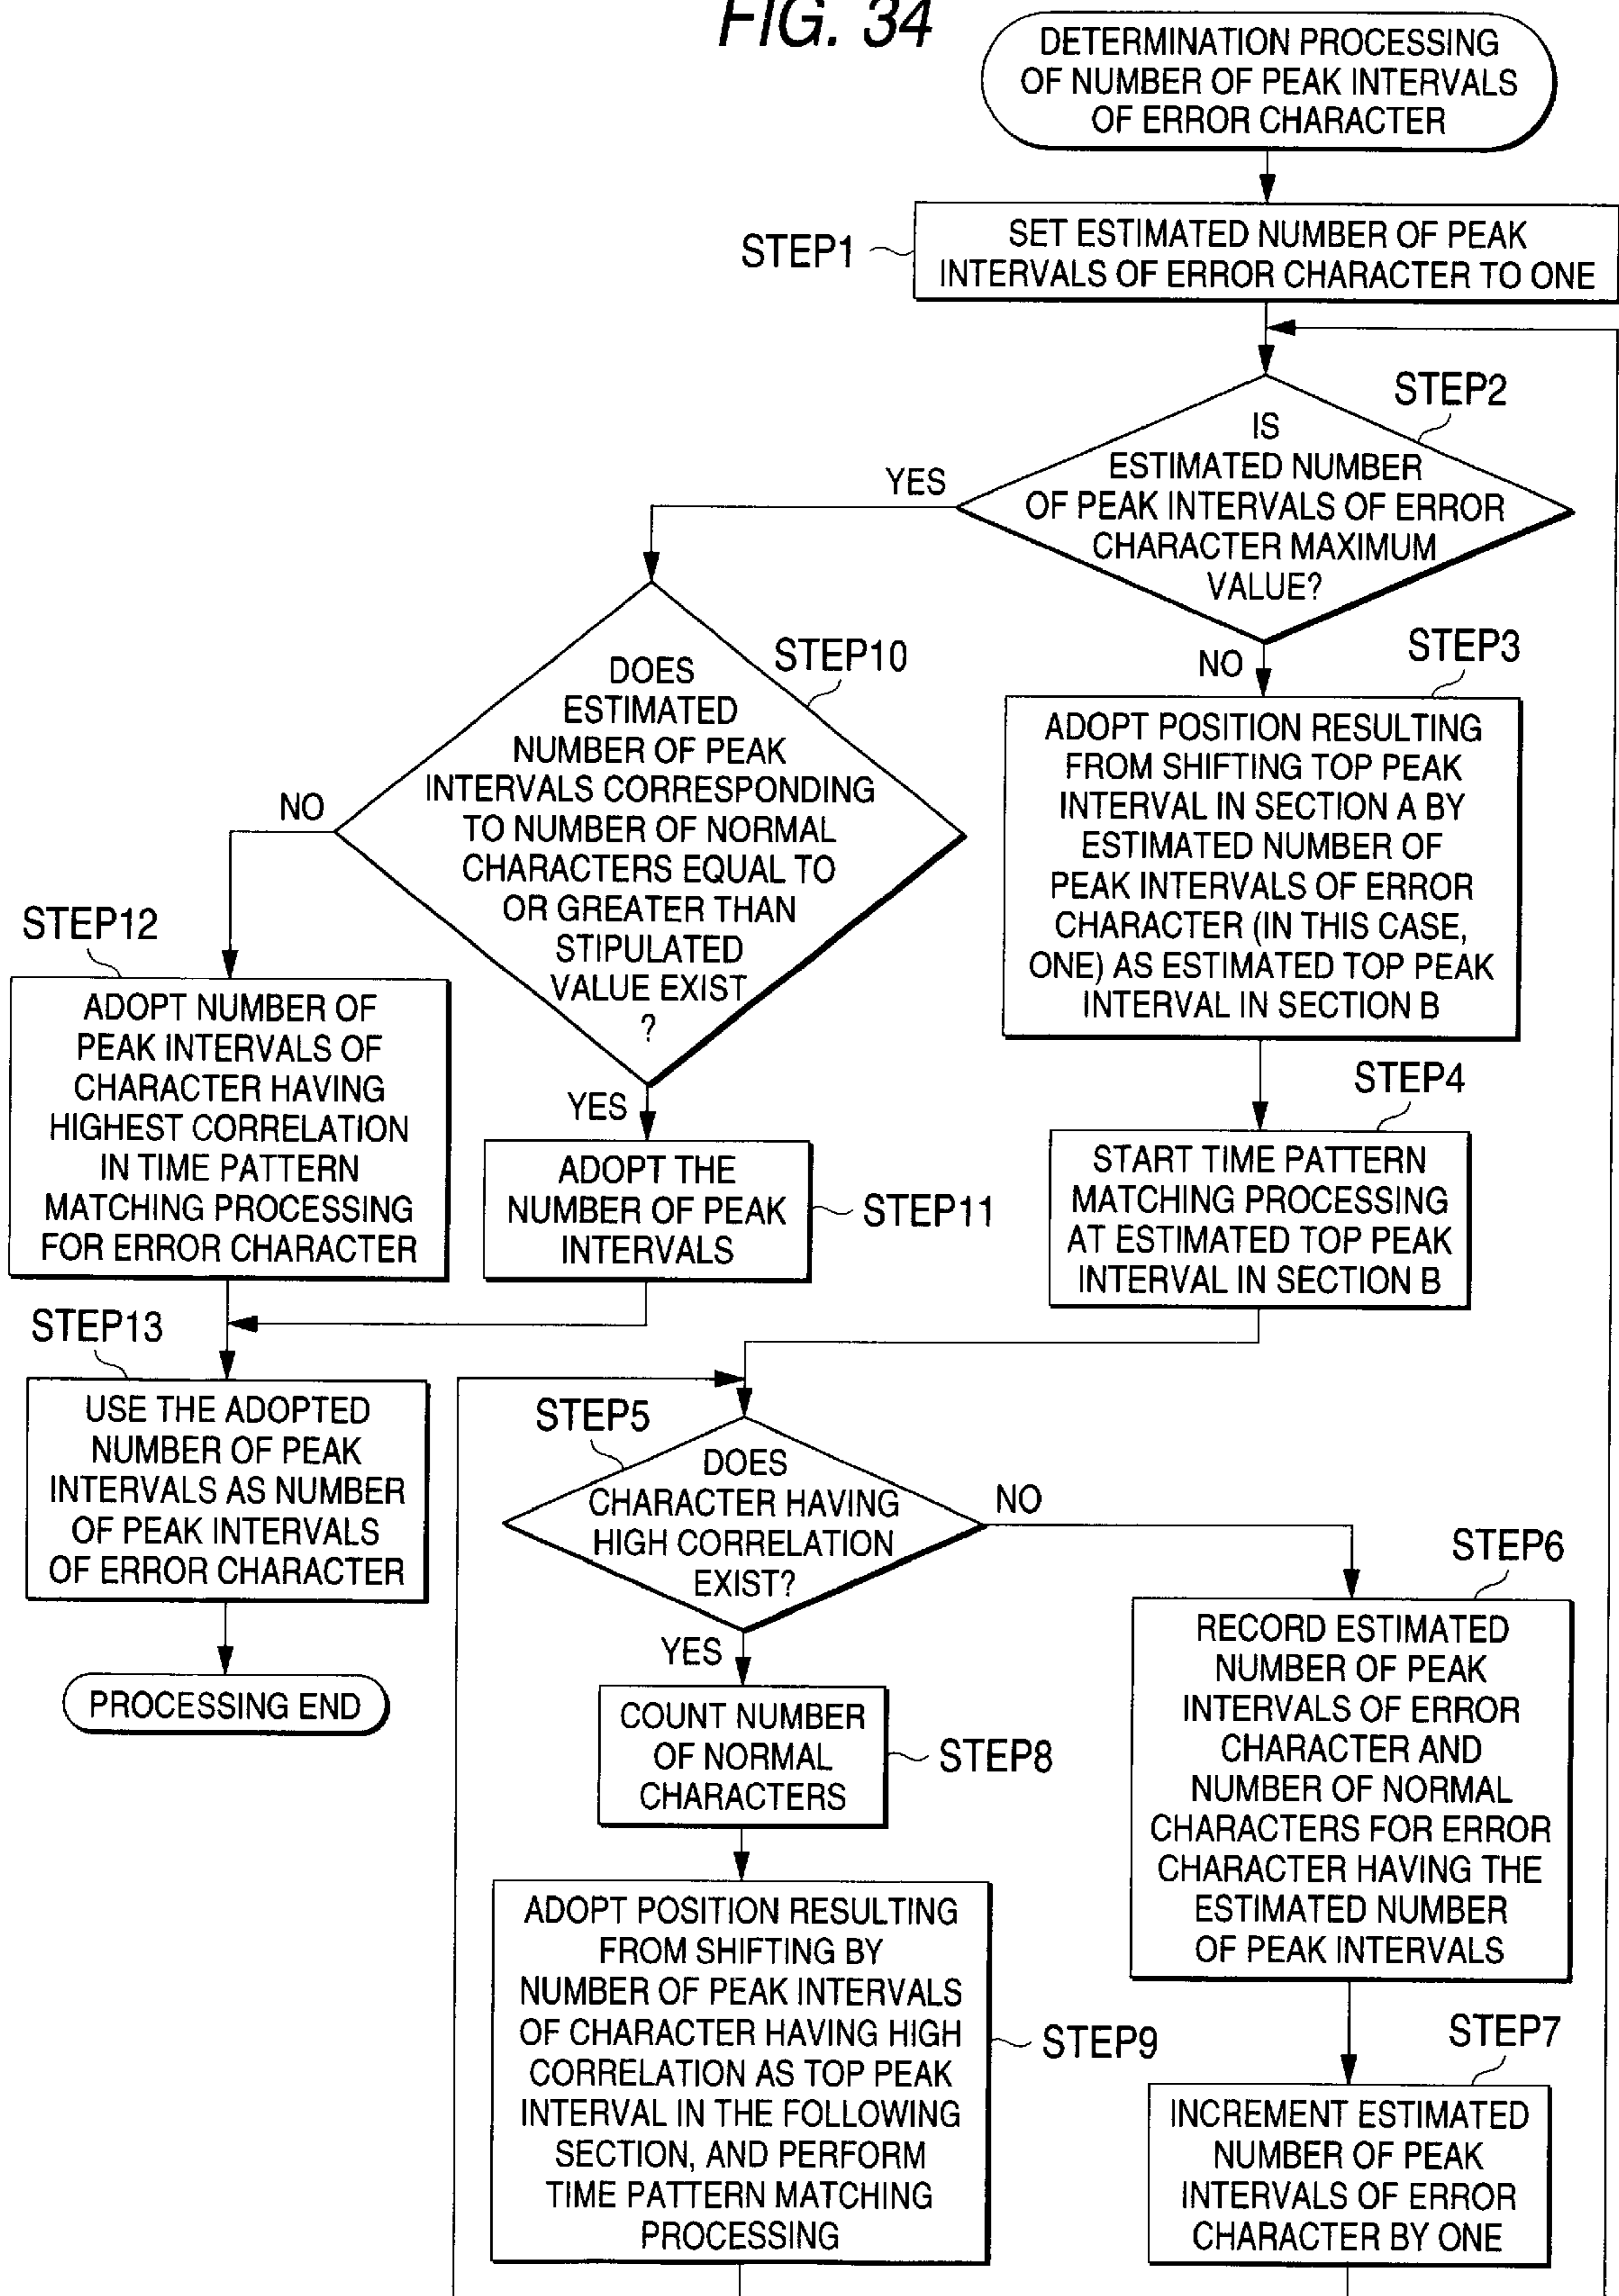 FIG. 34
DETERMINATION PROCESSING
OF NUMBER OF PEAK INTERVALS
OF ERROR CHARACTER
STEP1
SET ESTIMATED NUMBER OF PEAK
INTERVALS OF ERROR CHARACTER TO ONE
STEP2
IS
ESTIMATED NUMBER
OF PEAK INTERVALS OF ERROR
CHARACTER MAXIMUM
VALUE?
YES
NO
STEP3
ADOPT POSITION RESULTING
FROM SHIFTING TOP PEAK
INTERVAL IN SECTION A BY
ESTIMATED NUMBER OF
PEAK INTERVALS OF ERROR
CHARACTER (IN THIS CASE,
ONE) AS ESTIMATED TOP PEAK
INTERVAL IN SECTION B
STEP10
DOES
ESTIMATED
NUMBER OF PEAK
INTERVALS CORRESPONDING
TO NUMBER OF NORMAL
CHARACTERS EQUAL TO
OR GREATER THAN
STIPULATED
VALUE EXIST
?
NO
YES
STEP12
ADOPT NUMBER OF
PEAK INTERVALS OF
CHARACTER HAVING
HIGHEST CORRELATION
IN TIME PATTERN
MATCHING PROCESSING
FOR ERROR CHARACTER
ADOPT THE
NUMBER OF PEAK
INTERVALS
STEP11
STEP4
START TIME PATTERN
MATCHING PROCESSING
AT ESTIMATED TOP PEAK
INTERVAL IN SECTION B
STEP13
USE THE ADOPTED
NUMBER OF PEAK
INTERVALS AS NUMBER
OF PEAK INTERVALS
OF ERROR CHARACTER
PROCESSING END
STEP5
DOES
CHARACTER HAVING
HIGH CORRELATION
EXIST?
NO
YES
STEP6
RECORD ESTIMATED
NUMBER OF PEAK
INTERVALS OF ERROR
CHARACTER AND
NUMBER OF NORMAL
CHARACTERS FOR ERROR
CHARACTER HAVING THE
ESTIMATED NUMBER
OF PEAK INTERVALS
COUNT NUMBER
OF NORMAL
CHARACTERS
STEP8
ADOPT POSITION RESULTING
FROM SHIFTING BY
NUMBER OF PEAK INTERVALS
OF CHARACTER HAVING HIGH
CORRELATION AS TOP PEAK
INTERVAL IN THE FOLLOWING
SECTION, AND PERFORM
TIME PATTERN MATCHING
PROCESSING
STEP9
STEP7
INCREMENT ESTIMATED
NUMBER OF PEAK
INTERVALS OF ERROR
CHARACTER BY ONE